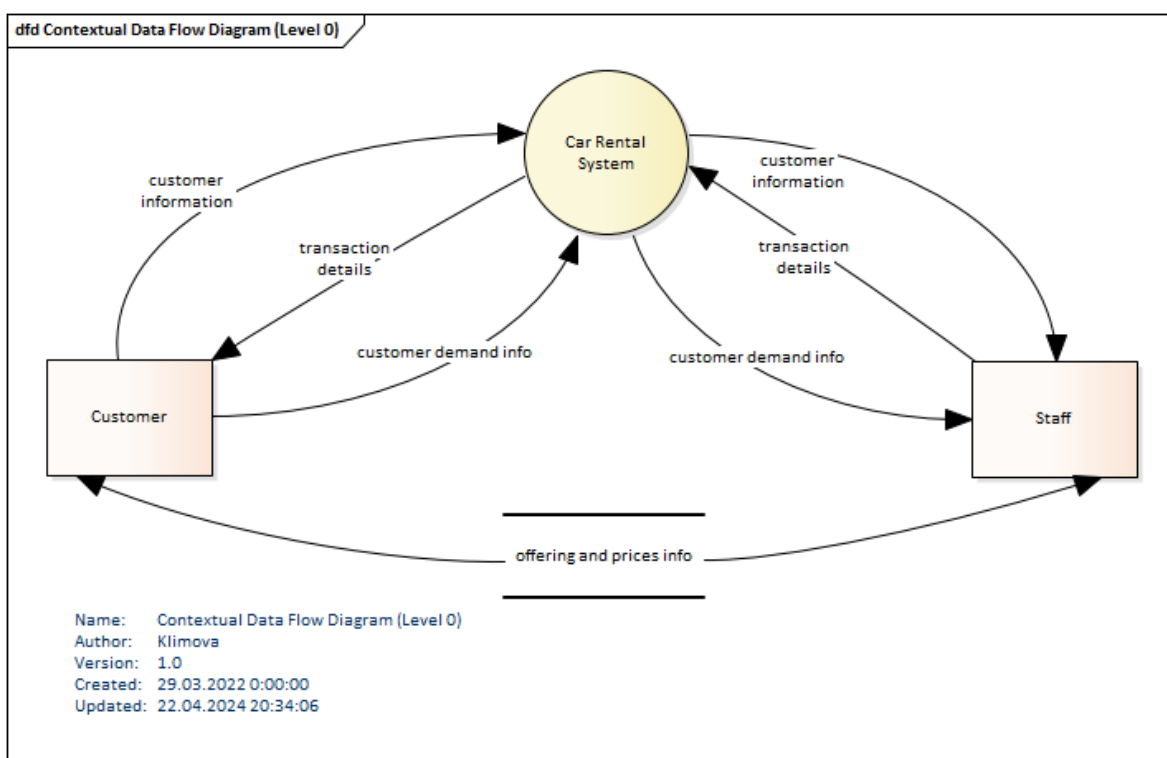 dfd Contextual Data Flow Diagram (Level 0)
Car Rental
System
customer
information
customer
information
transaction
details
transaction
details
customer demand info
customer demand info
Customer
Staff
offering and prices info
Name: Contextual Data Flow Diagram (Level 0)
Author: Klimova
Version: 1.0
Created: 29.03.2022 0:00:00
Updated: 22.04.2024 20:34:06